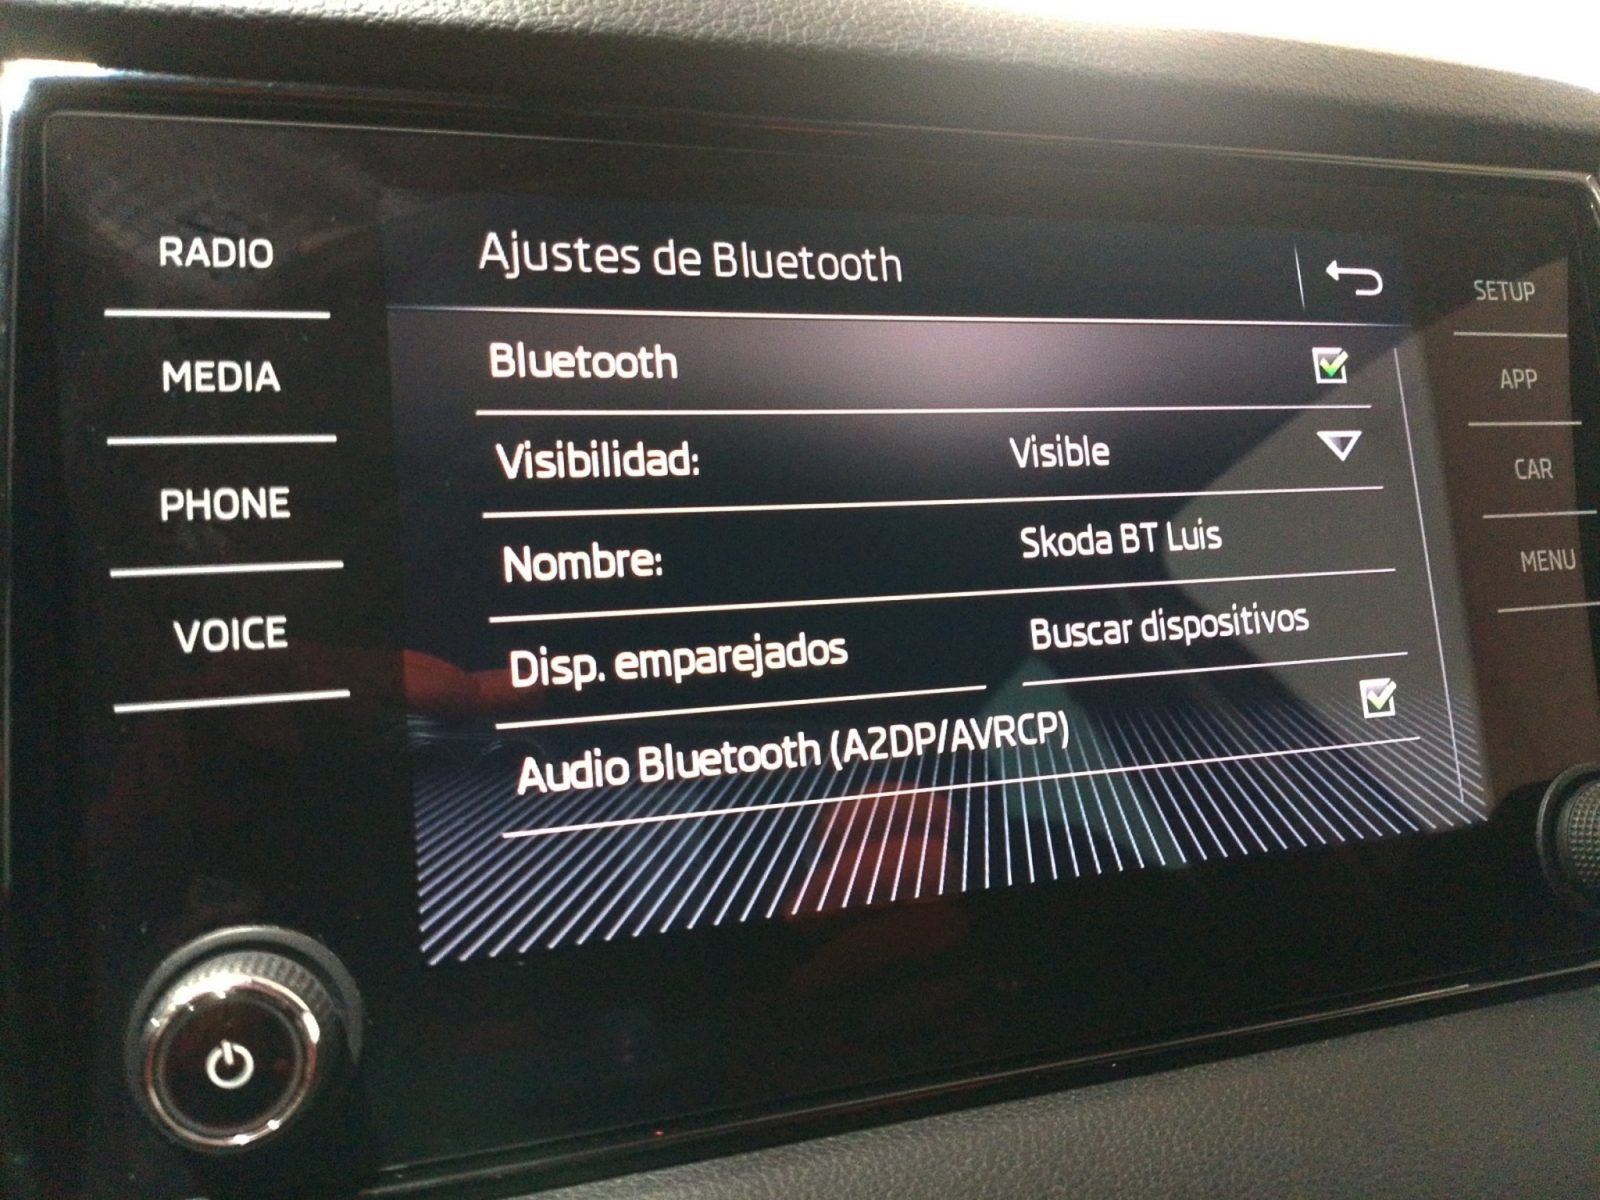 RADIO
MEDIA
PHONE
VOICE
Ajustes de Bluetooth
Bluetooth
Visibilidad: Visible
Nombre: Skoda BT Luis
Disp. emparejados Buscar dispositivos
Audio Bluetooth (A2DP/AVRCP)
SETUP
APP
CAR
MENU